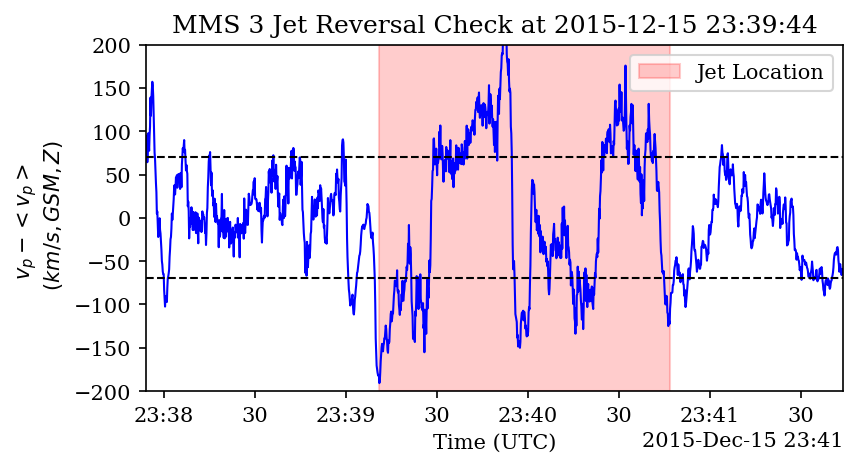 MMS 3 Jet Reversal Check at 2015-12-15 23:39:44
Jet Location
v_p − < v_p >
(km/s, GSM, Z)
200
150
100
50
0
−50
−100
−150
−200
23:38 30 23:39 30 23:40 30 23:41 30
Time (UTC)
2015-Dec-15 23:41